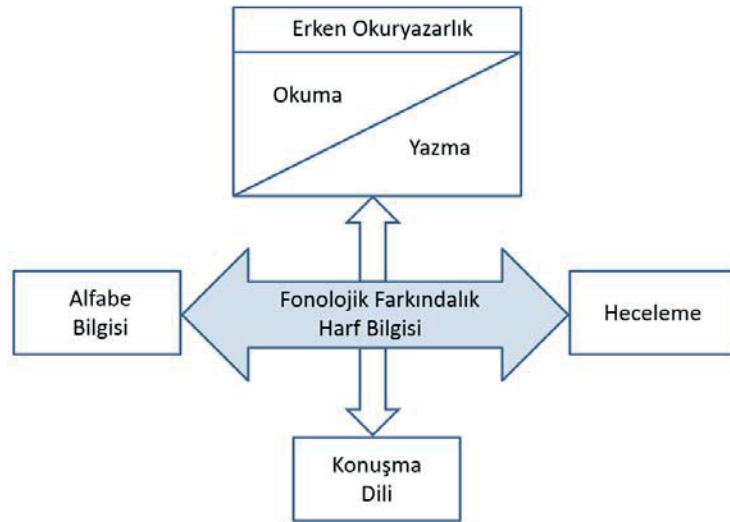 Erken Okuryazarlık
Okuma
Yazma
Alfabe
Bilgisi
Fonolojik Farkındalık
Harf Bilgisi
Heceleme
Konuşma
Dili